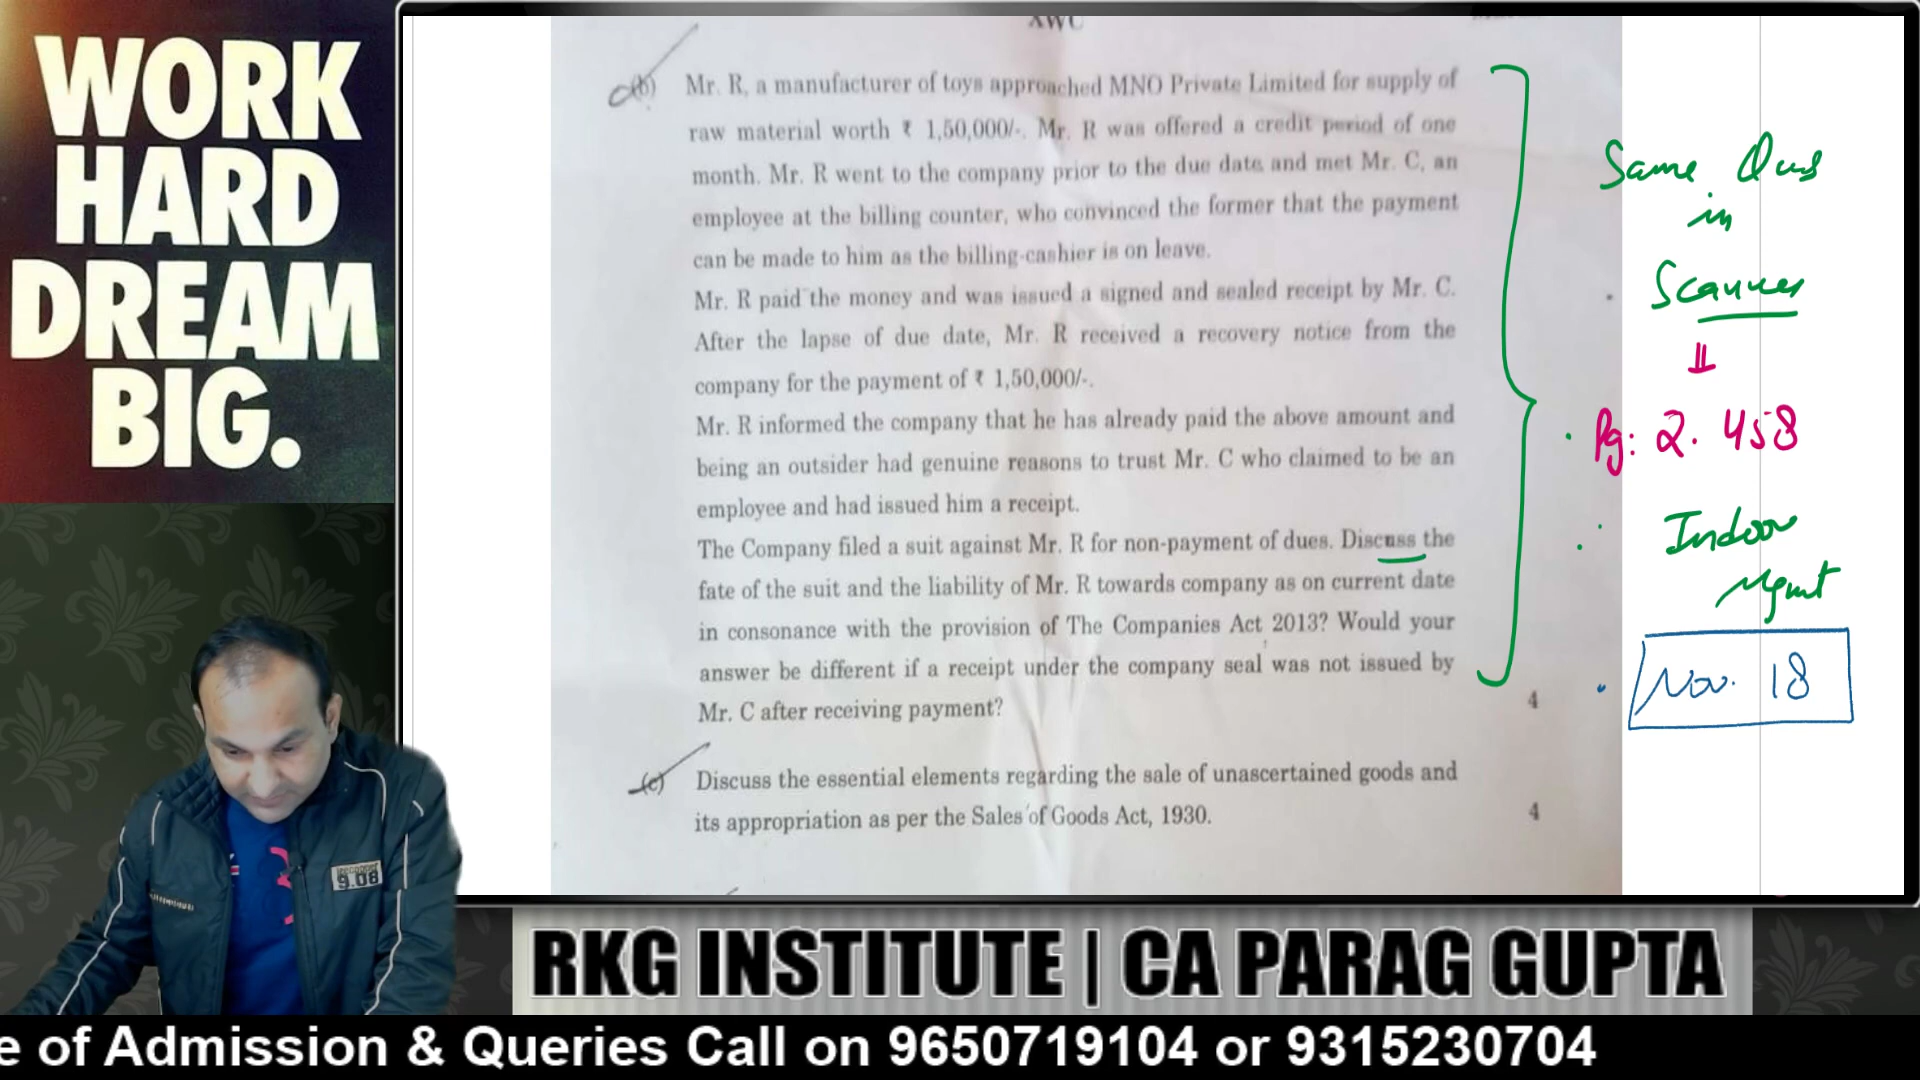 WORK
HARD
DREAM
BIG.
XWC
(b) Mr. R, a manufacturer of toys approached MNO Private Limited for supply of
raw material worth ₹ 1,50,000/-. Mr. R was offered a credit period of one
month. Mr. R went to the company prior to the due date and met Mr. C, an
employee at the billing counter, who convinced the former that the payment
can be made to him as the billing-cashier is on leave.
Mr. R paid the money and was issued a signed and sealed receipt by Mr. C.
After the lapse of due date, Mr. R received a recovery notice from the
company for the payment of ₹ 1,50,000/-.
Mr. R informed the company that he has already paid the above amount and
being an outsider had genuine reasons to trust Mr. C who claimed to be an
employee and had issued him a receipt.
The Company filed a suit against Mr. R for non-payment of dues. Discuss the
fate of the suit and the liability of Mr. R towards company as on current date
in consonance with the provision of The Companies Act 2013? Would your
answer be different if a receipt under the company seal was not issued by
Mr. C after receiving payment?
4
(c) Discuss the essential elements regarding the sale of unascertained goods and
its appropriation as per the Sales of Goods Act, 1930.
4
Same Ques
in
Scanner
Pg: 2.458
Indoor
Mgmt
Nov. 18
9.08
RKG INSTITUTE | CA PARAG GUPTA
e of Admission & Queries Call on 9650719104 or 9315230704